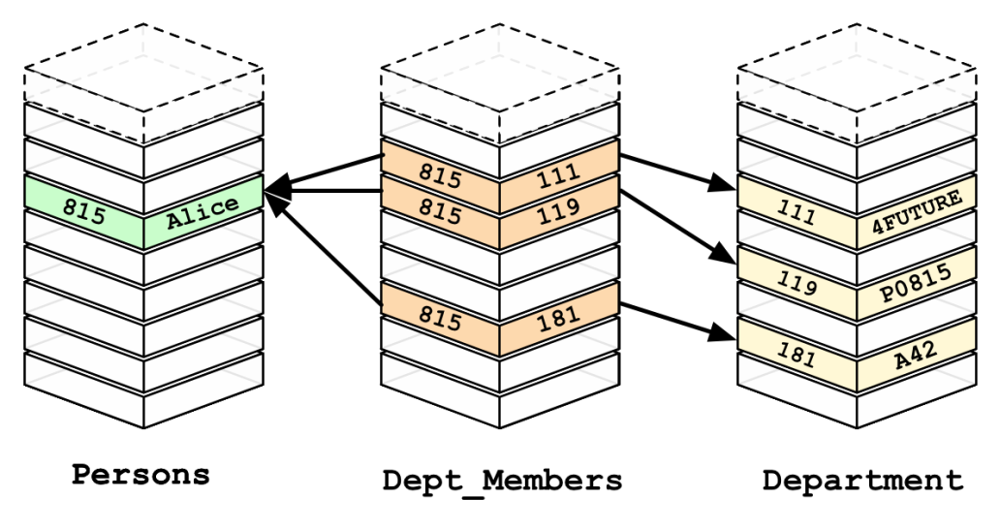 815 Alice
815 111
815 119
815 181
111 4FUTURE
119 P0815
181 A42
Persons
Dept_Members
Department